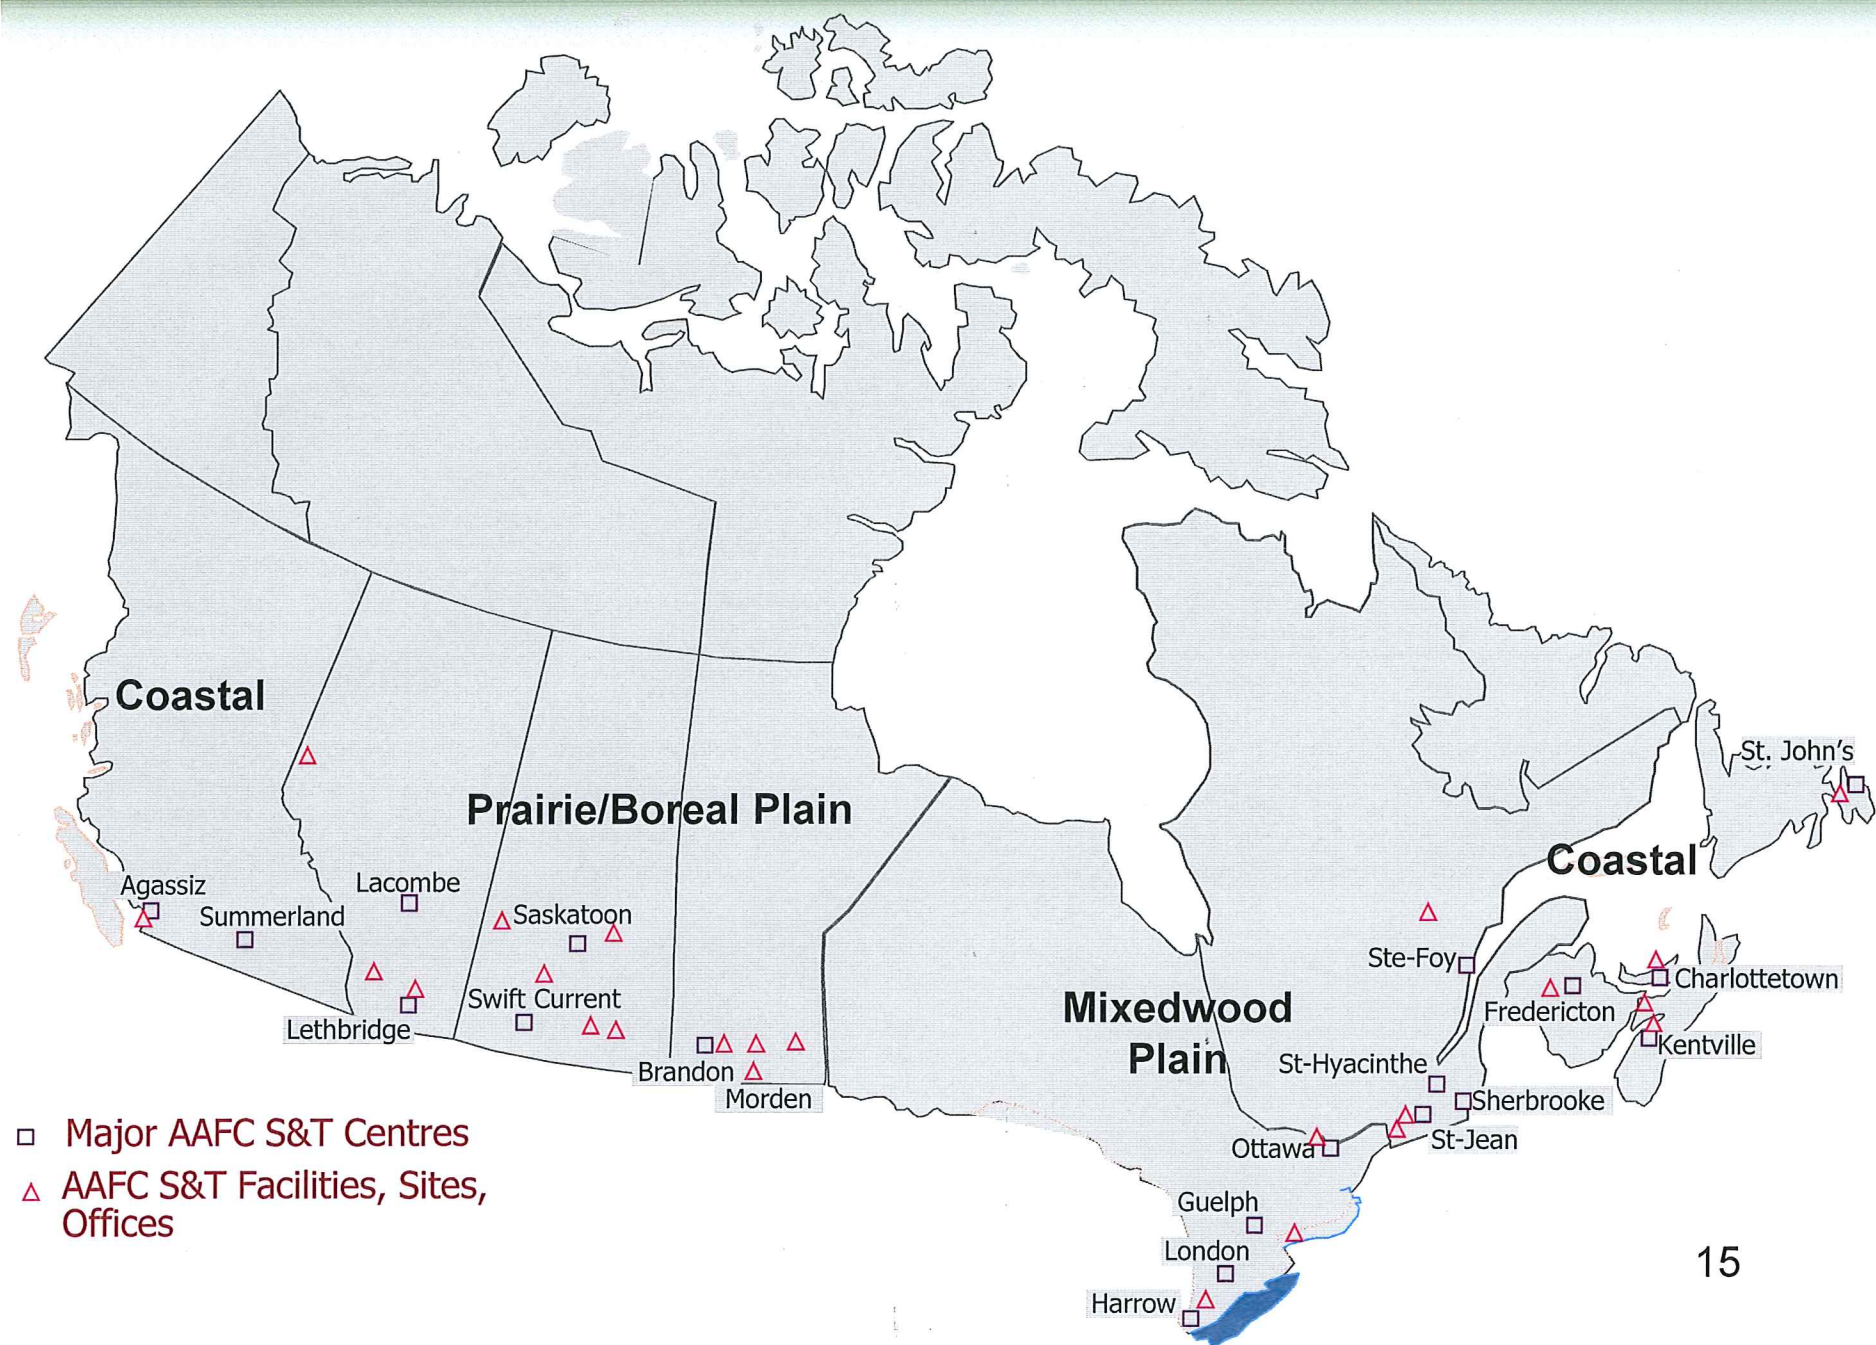 Coastal
Prairie/Boreal Plain
St. John's
Coastal
Agassiz
Summerland
Lacombe
Saskatoon
Swift Current
Lethbridge
Brandon
Morden
Mixedwood
Plain
Ste-Foy
Fredericton
Charlottetown
Kentville
St-Hyacinthe
Sherbrooke
St-Jean
Ottawa
Guelph
London
Harrow
Major AAFC S&T Centres
AAFC S&T Facilities, Sites,
Offices
15